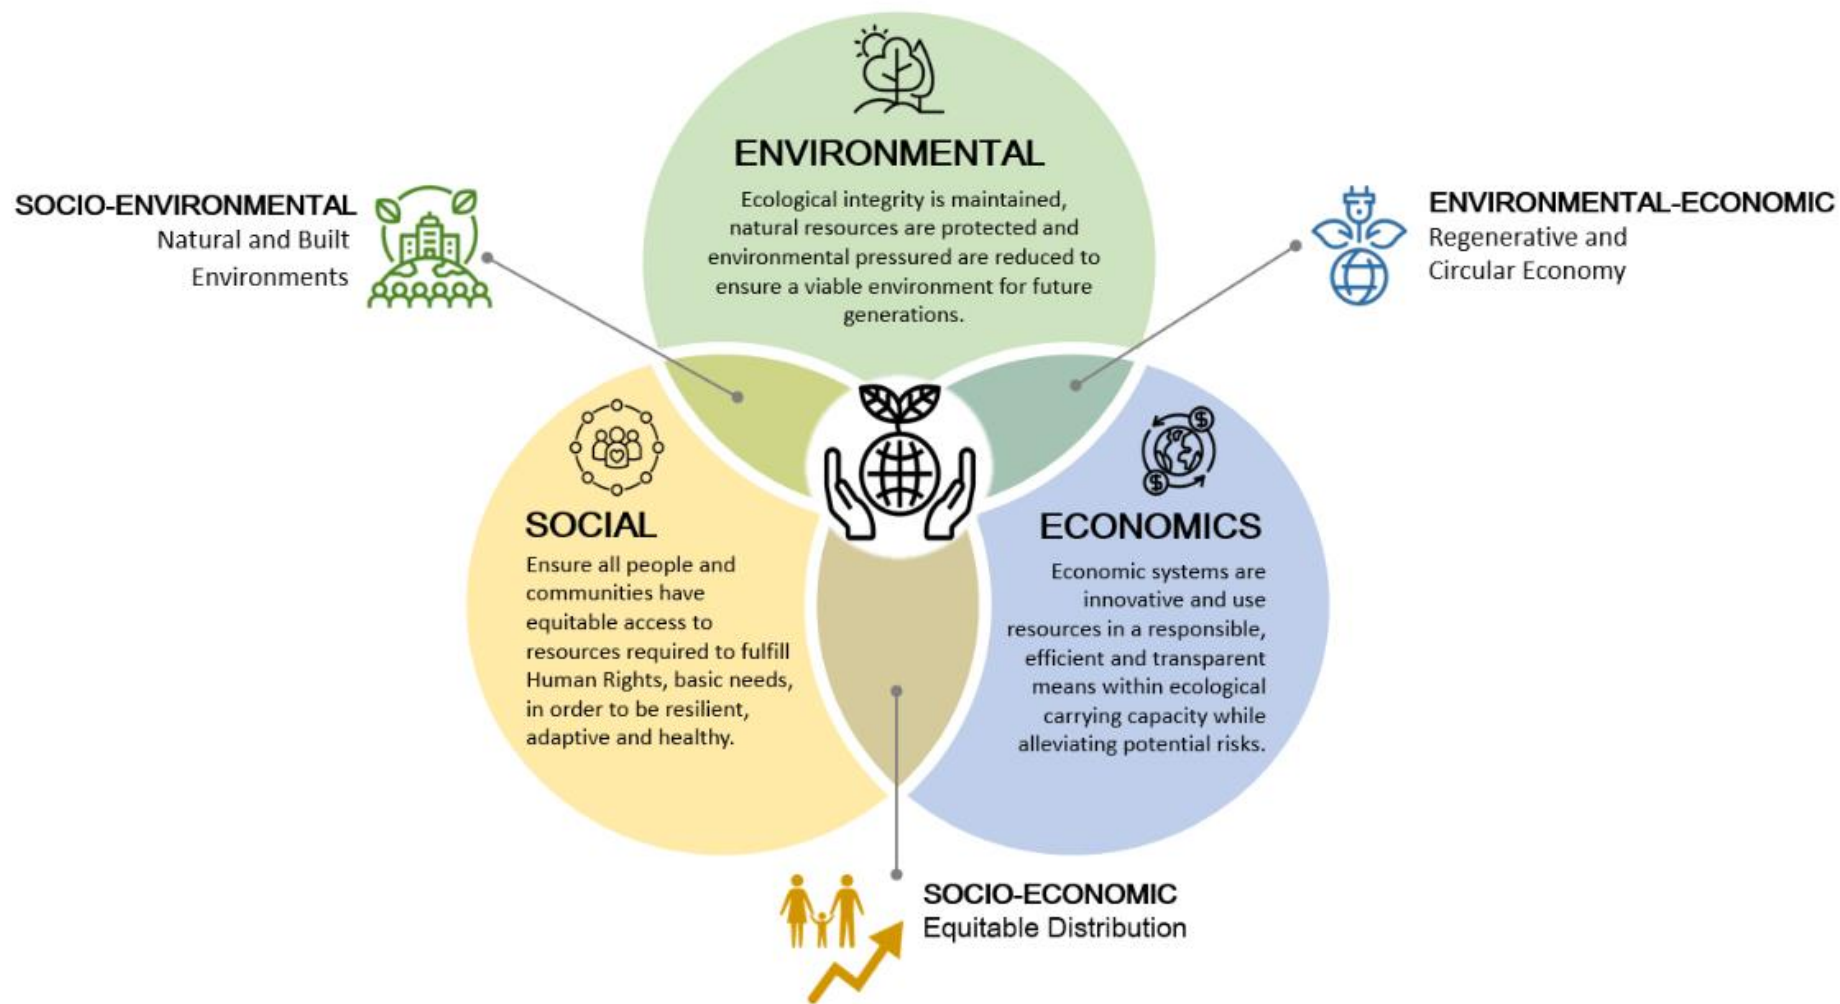 ENVIRONMENTAL
Ecological integrity is maintained,
natural resources are protected and
environmental pressured are reduced to
ensure a viable environment for future
generations.
SOCIO-ENVIRONMENTAL
Natural and Built
Environments
ENVIRONMENTAL-ECONOMIC
Regenerative and
Circular Economy
SOCIAL
Ensure all people and
communities have
equitable access to
resources required to fulfill
Human Rights, basic needs,
in order to be resilient,
adaptive and healthy.
$
$
ECONOMICS
Economic systems are
innovative and use
resources in a responsible,
efficient and transparent
means within ecological
carrying capacity while
alleviating potential risks.
SOCIO-ECONOMIC
Equitable Distribution